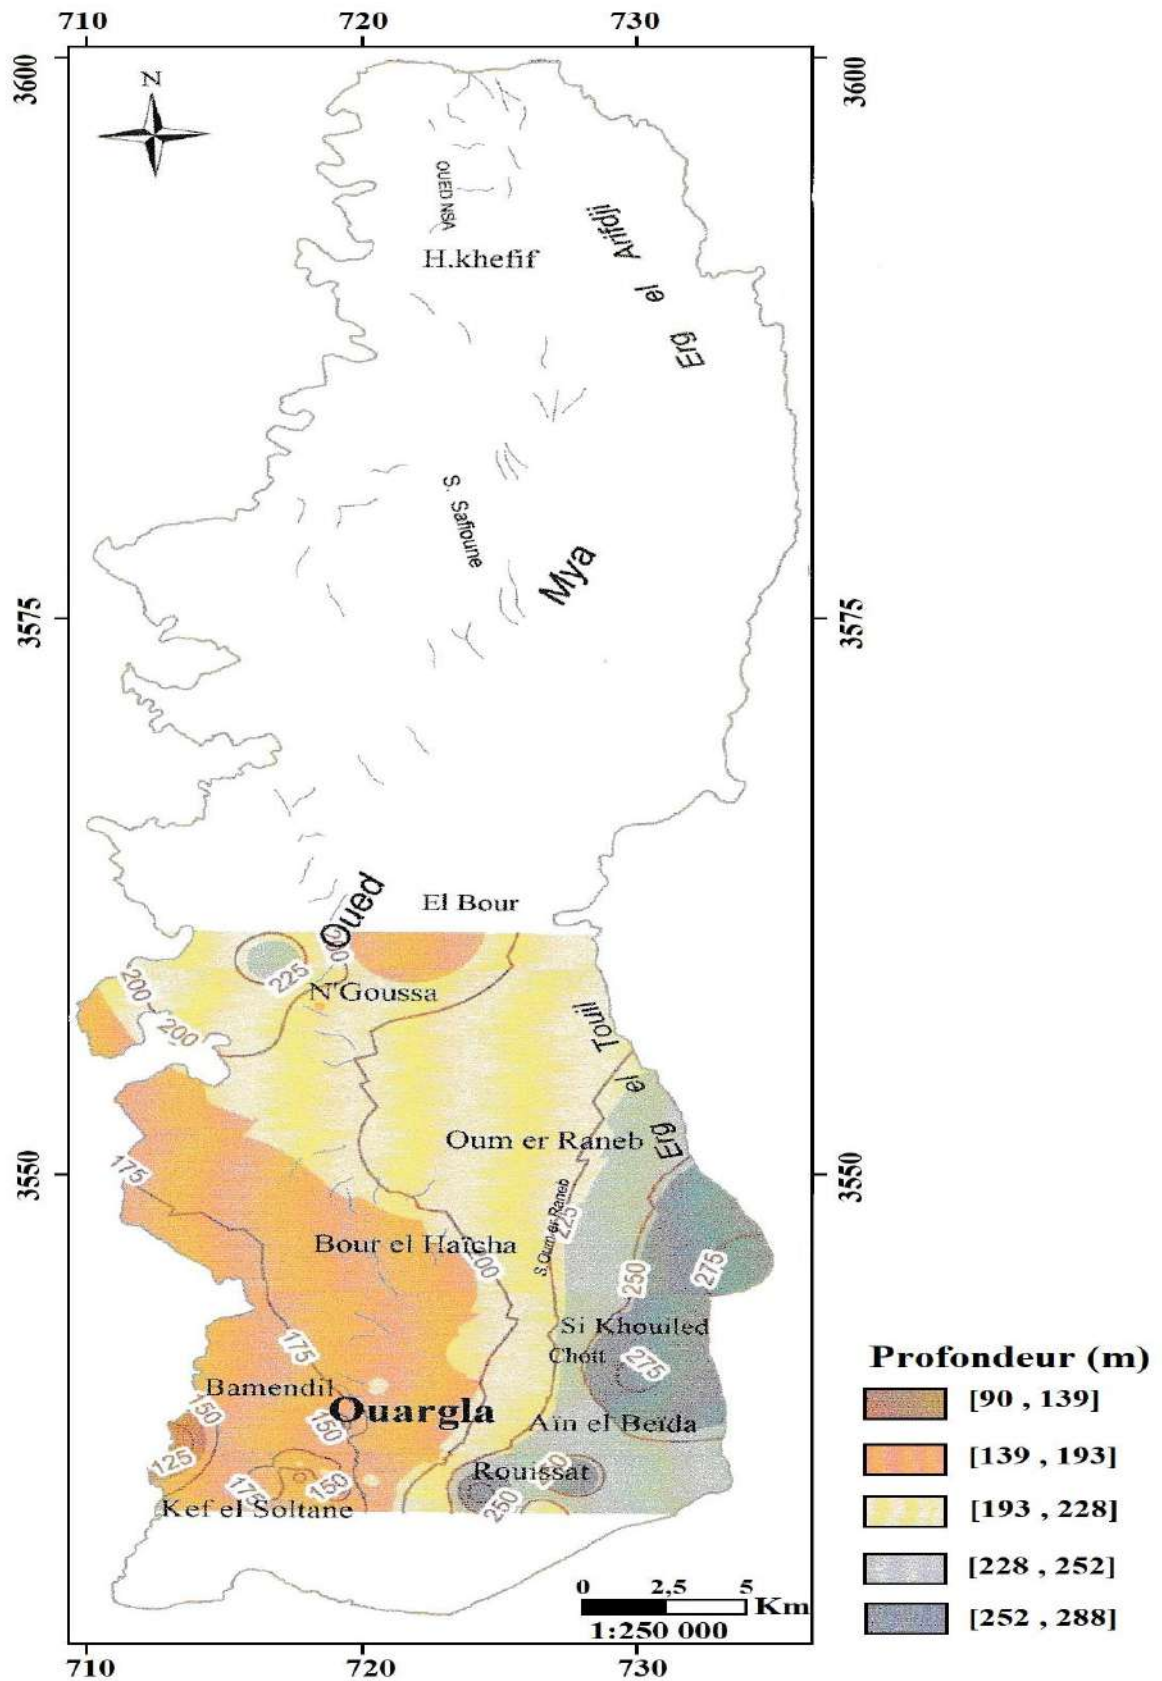 710 720 730
3600 3600
N
OUED NSA
H.khefif
Erg el Arifdji
S. Safioune
Mya
3575 3575
Oued
El Bour
200
225
N'Goussa
200
200
Erg el Touil
Oum er Raneb
3550 3550
175
S.Oum er Raneb
225
Bour el Haïcha
200
250
275
Si Khouiled
Chott
275
175
Bamendil
150
150
Ouargla
Aïn el Beïda
125
Rouissat
250
175
150
250
Kef el Soltane
0 2,5 5
Km
1:250 000
710 720 730
Profondeur (m)
[90 , 139]
[139 , 193]
[193 , 228]
[228 , 252]
[252 , 288]